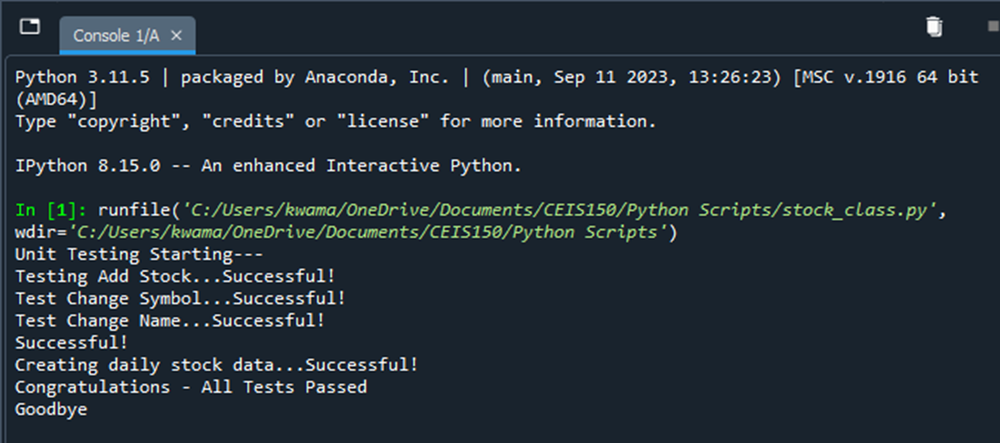 Console 1/A ×
Python 3.11.5 | packaged by Anaconda, Inc. | (main, Sep 11 2023, 13:26:23) [MSC v.1916 64 bit
(AMD64)]
Type "copyright", "credits" or "license" for more information.
IPython 8.15.0 -- An enhanced Interactive Python.
In [1]: runfile('C:/Users/kwama/OneDrive/Documents/CEIS150/Python Scripts/stock_class.py',
wdir='C:/Users/kwama/OneDrive/Documents/CEIS150/Python Scripts')
Unit Testing Starting---
Testing Add Stock...Successful!
Test Change Symbol...Successful!
Test Change Name...Successful!
Successful!
Creating daily stock data...Successful!
Congratulations - All Tests Passed
Goodbye